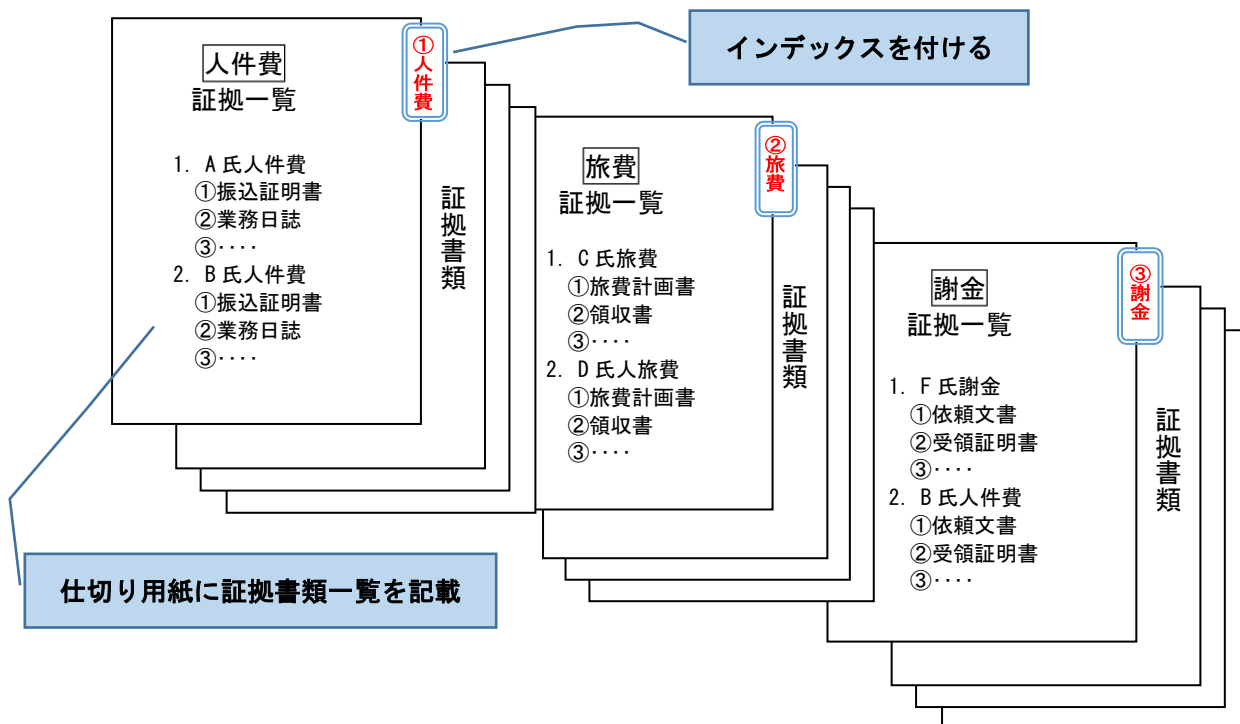 インデックスを付ける
①人件費
人件費
証拠一覧
1. A氏人件費
①振込証明書
②業務日誌
③‥‥
2. B氏人件費
①振込証明書
②業務日誌
③‥‥
証拠書類
②旅費
旅費
証拠一覧
1. C氏旅費
①旅費計画書
②領収書
③‥‥
2. D氏人旅費
①旅費計画書
②領収書
③‥‥
証拠書類
③謝金
謝金
証拠一覧
1. F氏謝金
①依頼文書
②受領証明書
③‥‥
2. B氏人件費
①依頼文書
②受領証明書
③‥‥
証拠書類
仕切り用紙に証拠書類一覧を記載